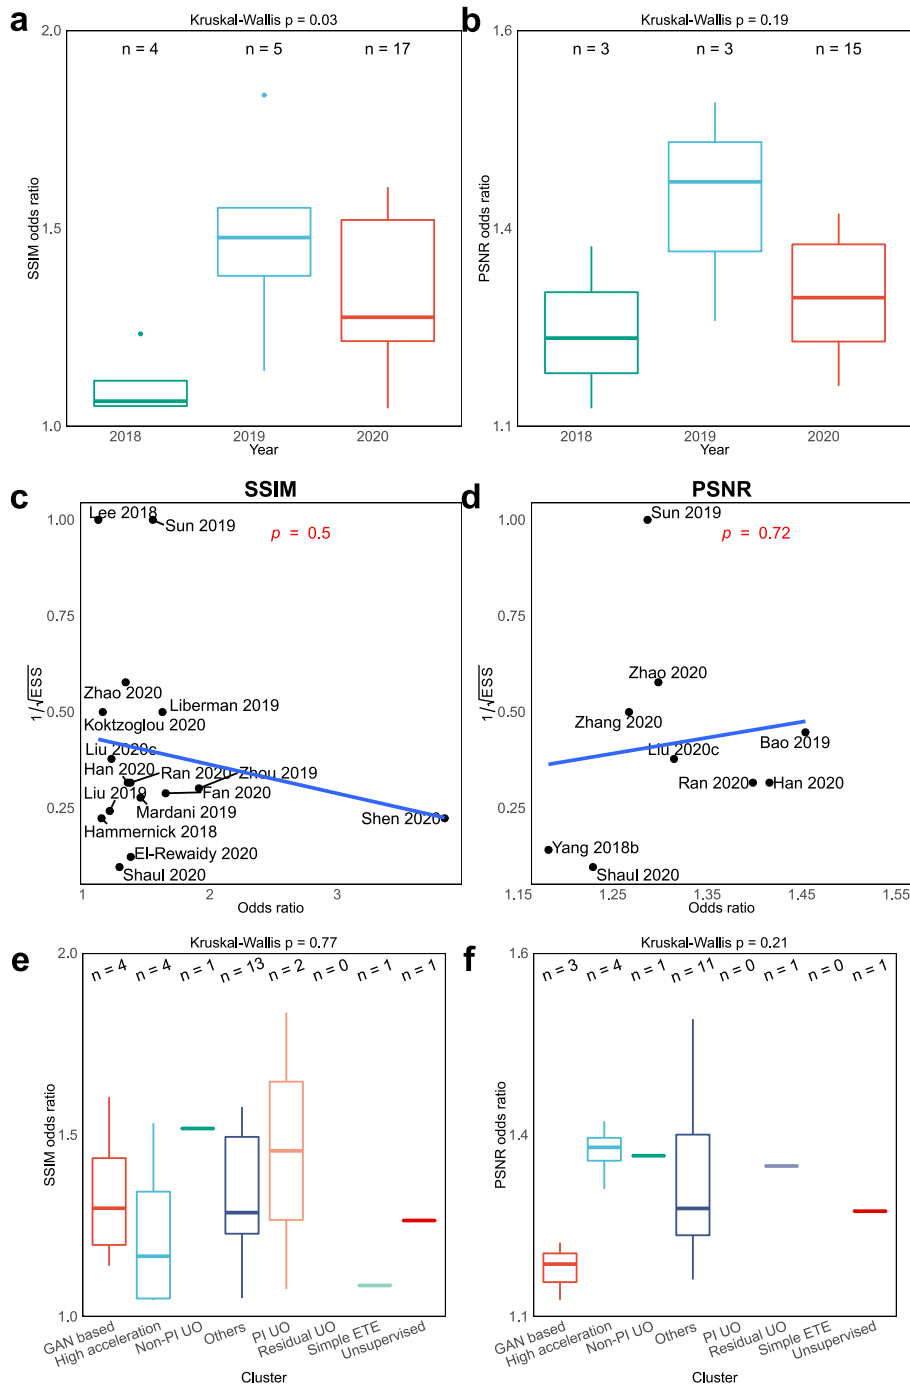 a
Kruskal-Wallis p = 0.03
2.0
n = 4
n = 5
n = 17
1.5
SSIM odds ratio
1.0
2018
2019
2020
Year
b
Kruskal-Wallis p = 0.19
1.6
n = 3
n = 3
n = 15
1.4
PSNR odds ratio
1.1
2018
2019
2020
Year
c
SSIM
Lee 2018
Sun 2019
p = 0.5
1.00
0.75
Zhao 2020
Liberman 2019
0.50
Koktzoglou 2020
1/√ESS
Liu 2020c
Han 2020
Ran 2020
Zhou 2019
Liu 2019
Fan 2020
Mardani 2019
0.25
Shen 2020
Hammernick 2018
El-Rewaidy 2020
Shaul 2020
1
2
3
Odds ratio
d
PSNR
Sun 2019
p = 0.72
1.00
0.75
Zhao 2020
0.50
Zhang 2020
1/√ESS
Bao 2019
Liu 2020c
Ran 2020
Han 2020
0.25
Yang 2018b
Shaul 2020
1.15
1.25
1.35
1.45
1.55
Odds ratio
e
Kruskal-Wallis p = 0.77
2.0
n = 4
n = 4
n = 1
n = 13
n = 2
n = 0
n = 1
n = 1
1.5
SSIM odds ratio
1.0
GAN based
High acceleration
Non-PI UO
Others
PI UO
Residual UO
Simple ETE
Unsupervised
Cluster
f
Kruskal-Wallis p = 0.21
1.6
n = 3
n = 4
n = 1
n = 11
n = 0
n = 1
n = 0
n = 1
1.4
PSNR odds ratio
1.1
GAN based
High acceleration
Non-PI UO
Others
PI UO
Residual UO
Simple ETE
Unsupervised
Cluster